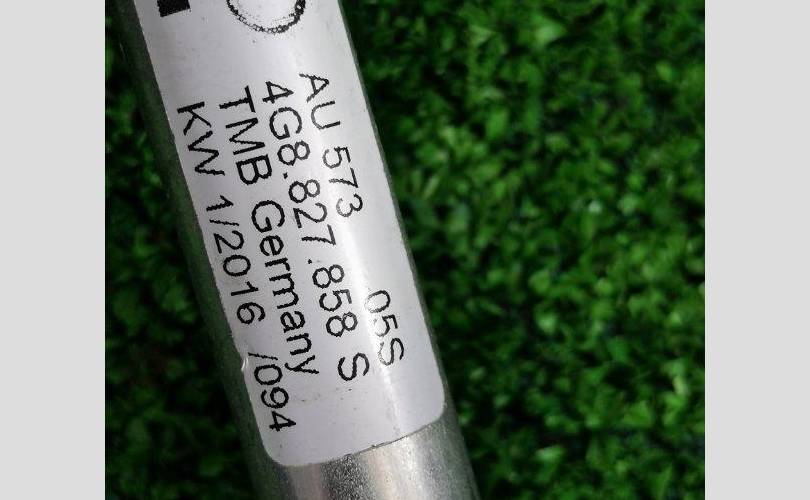 AU 573 05S
4G8.827.858 S
TMB Germany
KW 1/2016 /094